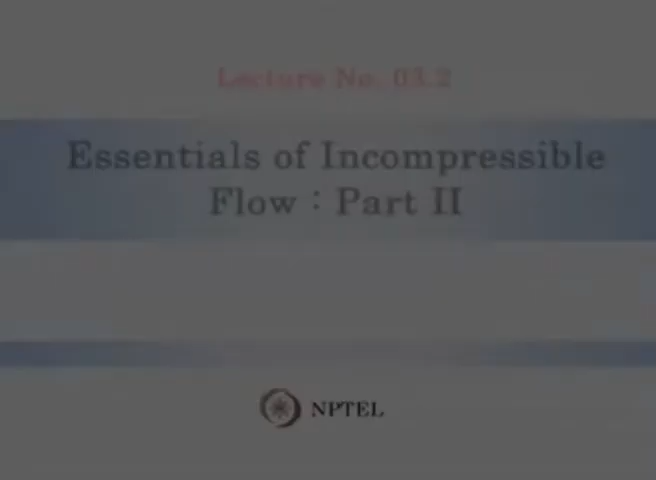 Lecture No. 03.2
Essentials of Incompressible
Flow : Part II
NPTEL